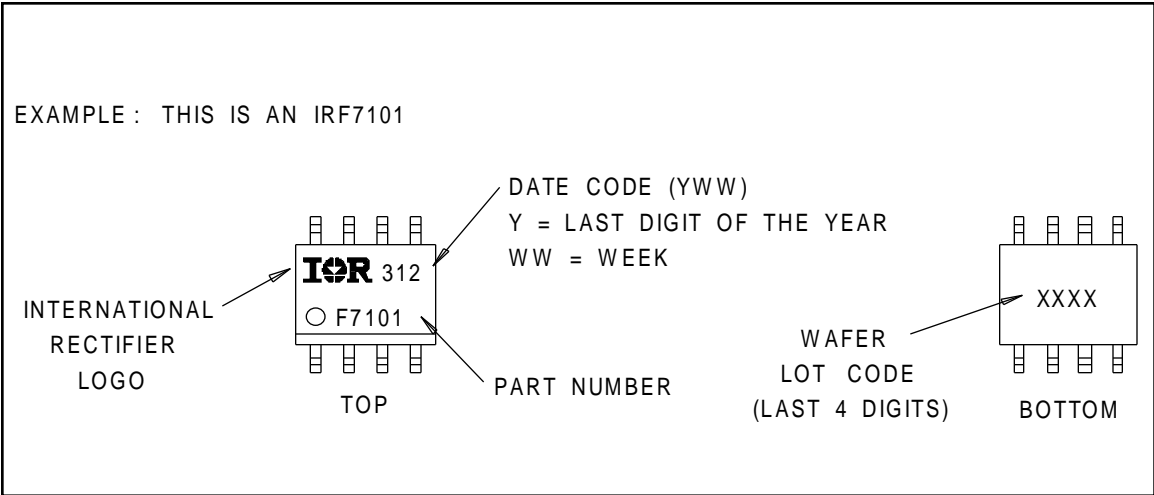 EXAMPLE : THIS IS AN IRF7101
DATE CODE (YWW)
Y = LAST DIGIT OF THE YEAR
WW = WEEK
INTERNATIONAL
RECTIFIER
LOGO
IOR 312
F7101
PART NUMBER
TOP
XXXX
WAFER
LOT CODE
(LAST 4 DIGITS)
BOTTOM